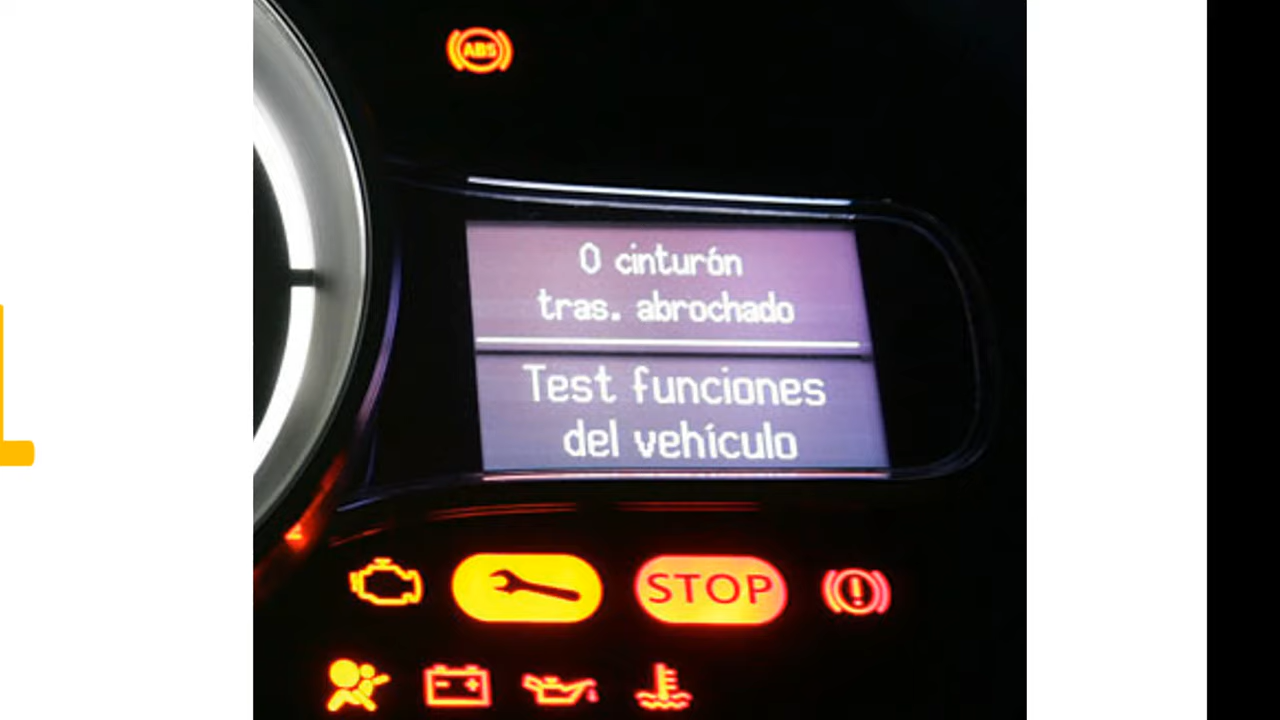 ABS
0 cinturón
tras. abrochado
Test funciones
del vehículo
STOP